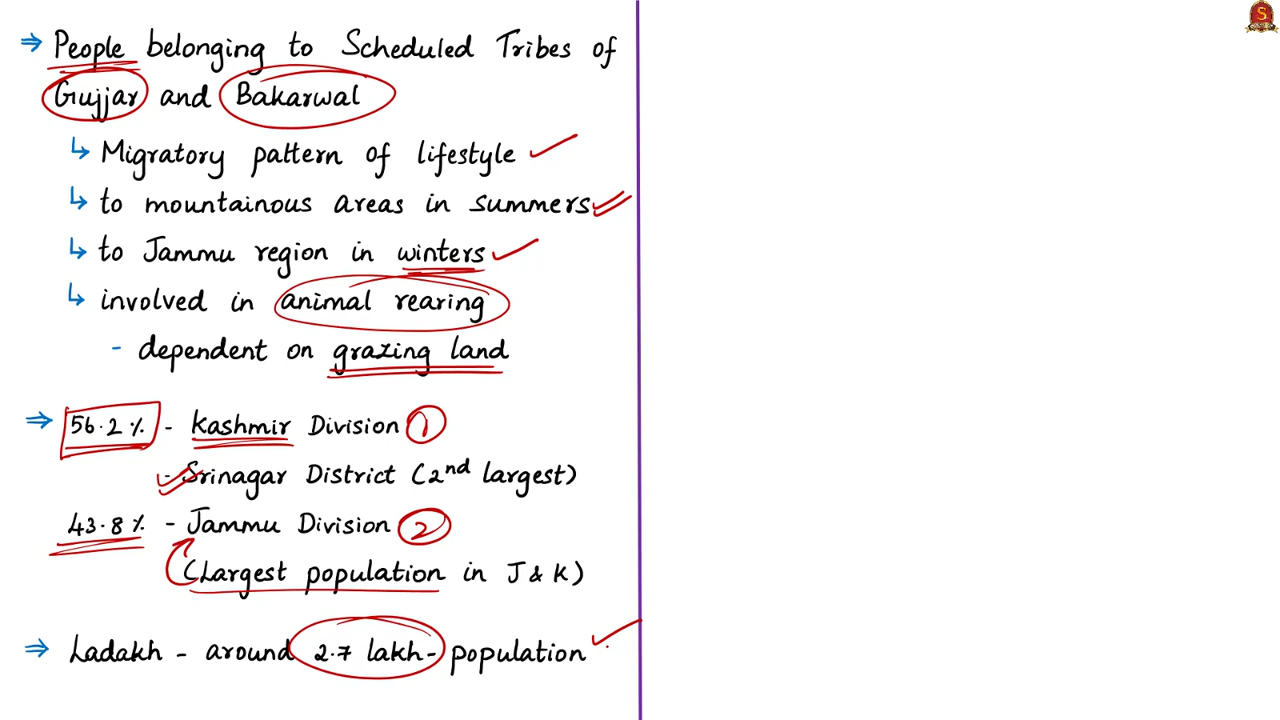 ⇒ People belonging to Scheduled Tribes of
Gujjar and Bakarwal
↳ Migratory pattern of lifestyle
↳ to mountainous areas in summers
↳ to Jammu region in winters
↳ involved in animal rearing
- dependent on grazing land
⇒ 56.2% - Kashmir Division ①
- Srinagar District (2nd largest)
43.8% - Jammu Division ②
(Largest population in J & K)
⇒ Ladakh - around 2.7 lakh - population